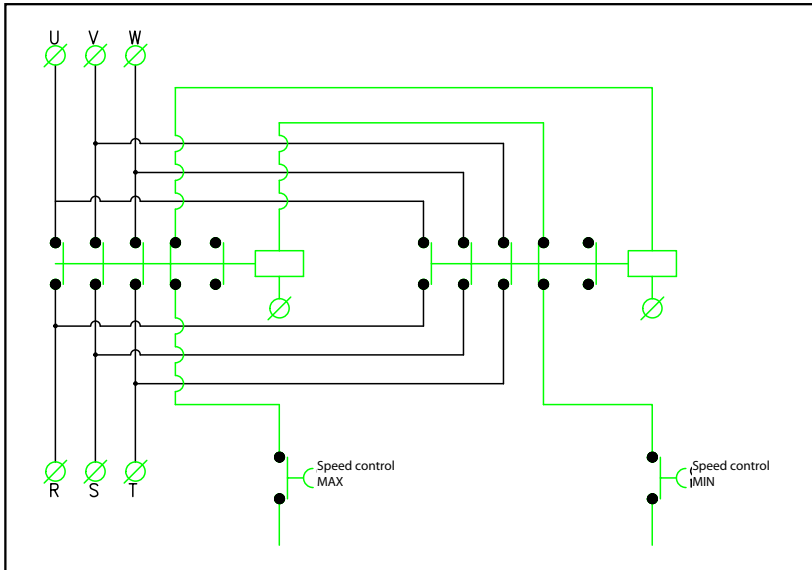 U V W
R S T
Speed control
MAX
Speed control
MIN